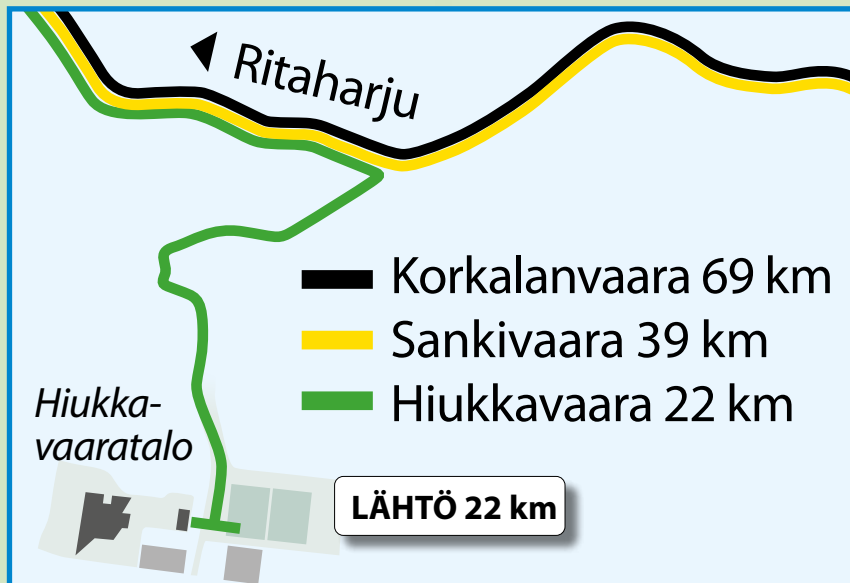 Ritaharju
Korkalanvaara 69 km
Sankivaara 39 km
Hiukkavaara 22 km
Hiukka-
vaaratalo
LÄHTÖ 22 km